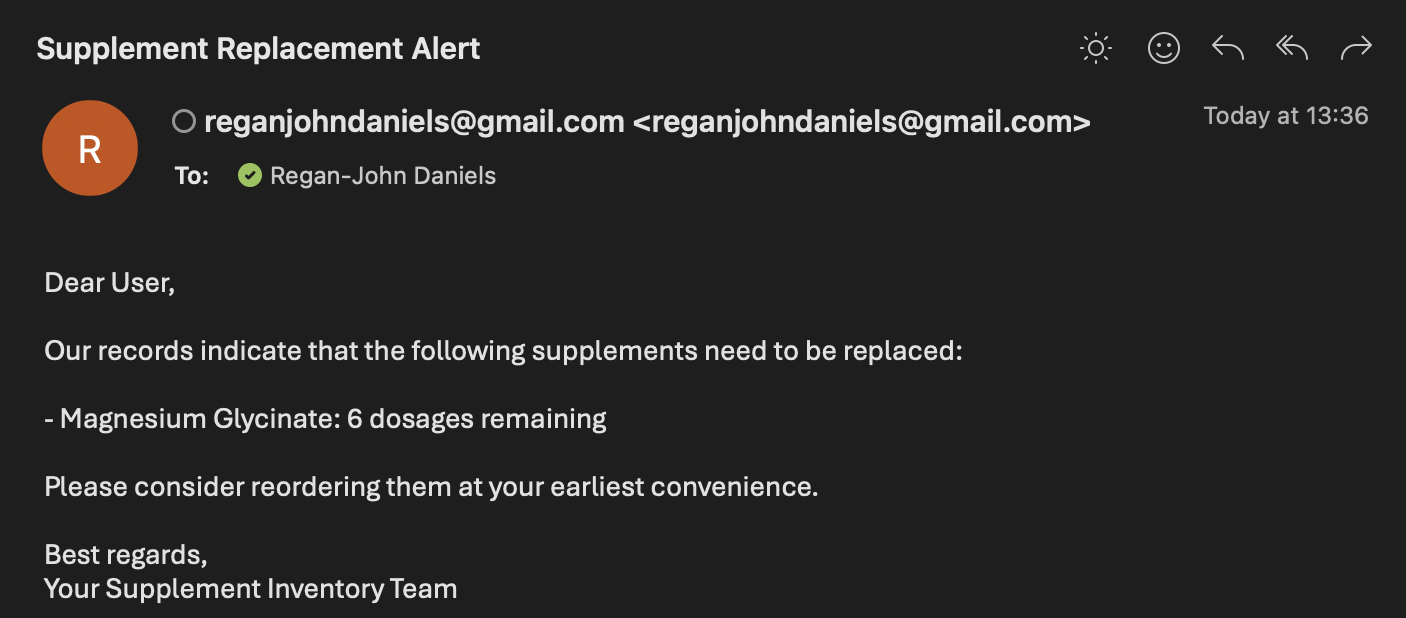 Supplement Replacement Alert
R
reganjohndaniels@gmail.com <reganjohndaniels@gmail.com>
Today at 13:36
To: Regan-John Daniels
Dear User,
Our records indicate that the following supplements need to be replaced:
- Magnesium Glycinate: 6 dosages remaining
Please consider reordering them at your earliest convenience.
Best regards,
Your Supplement Inventory Team